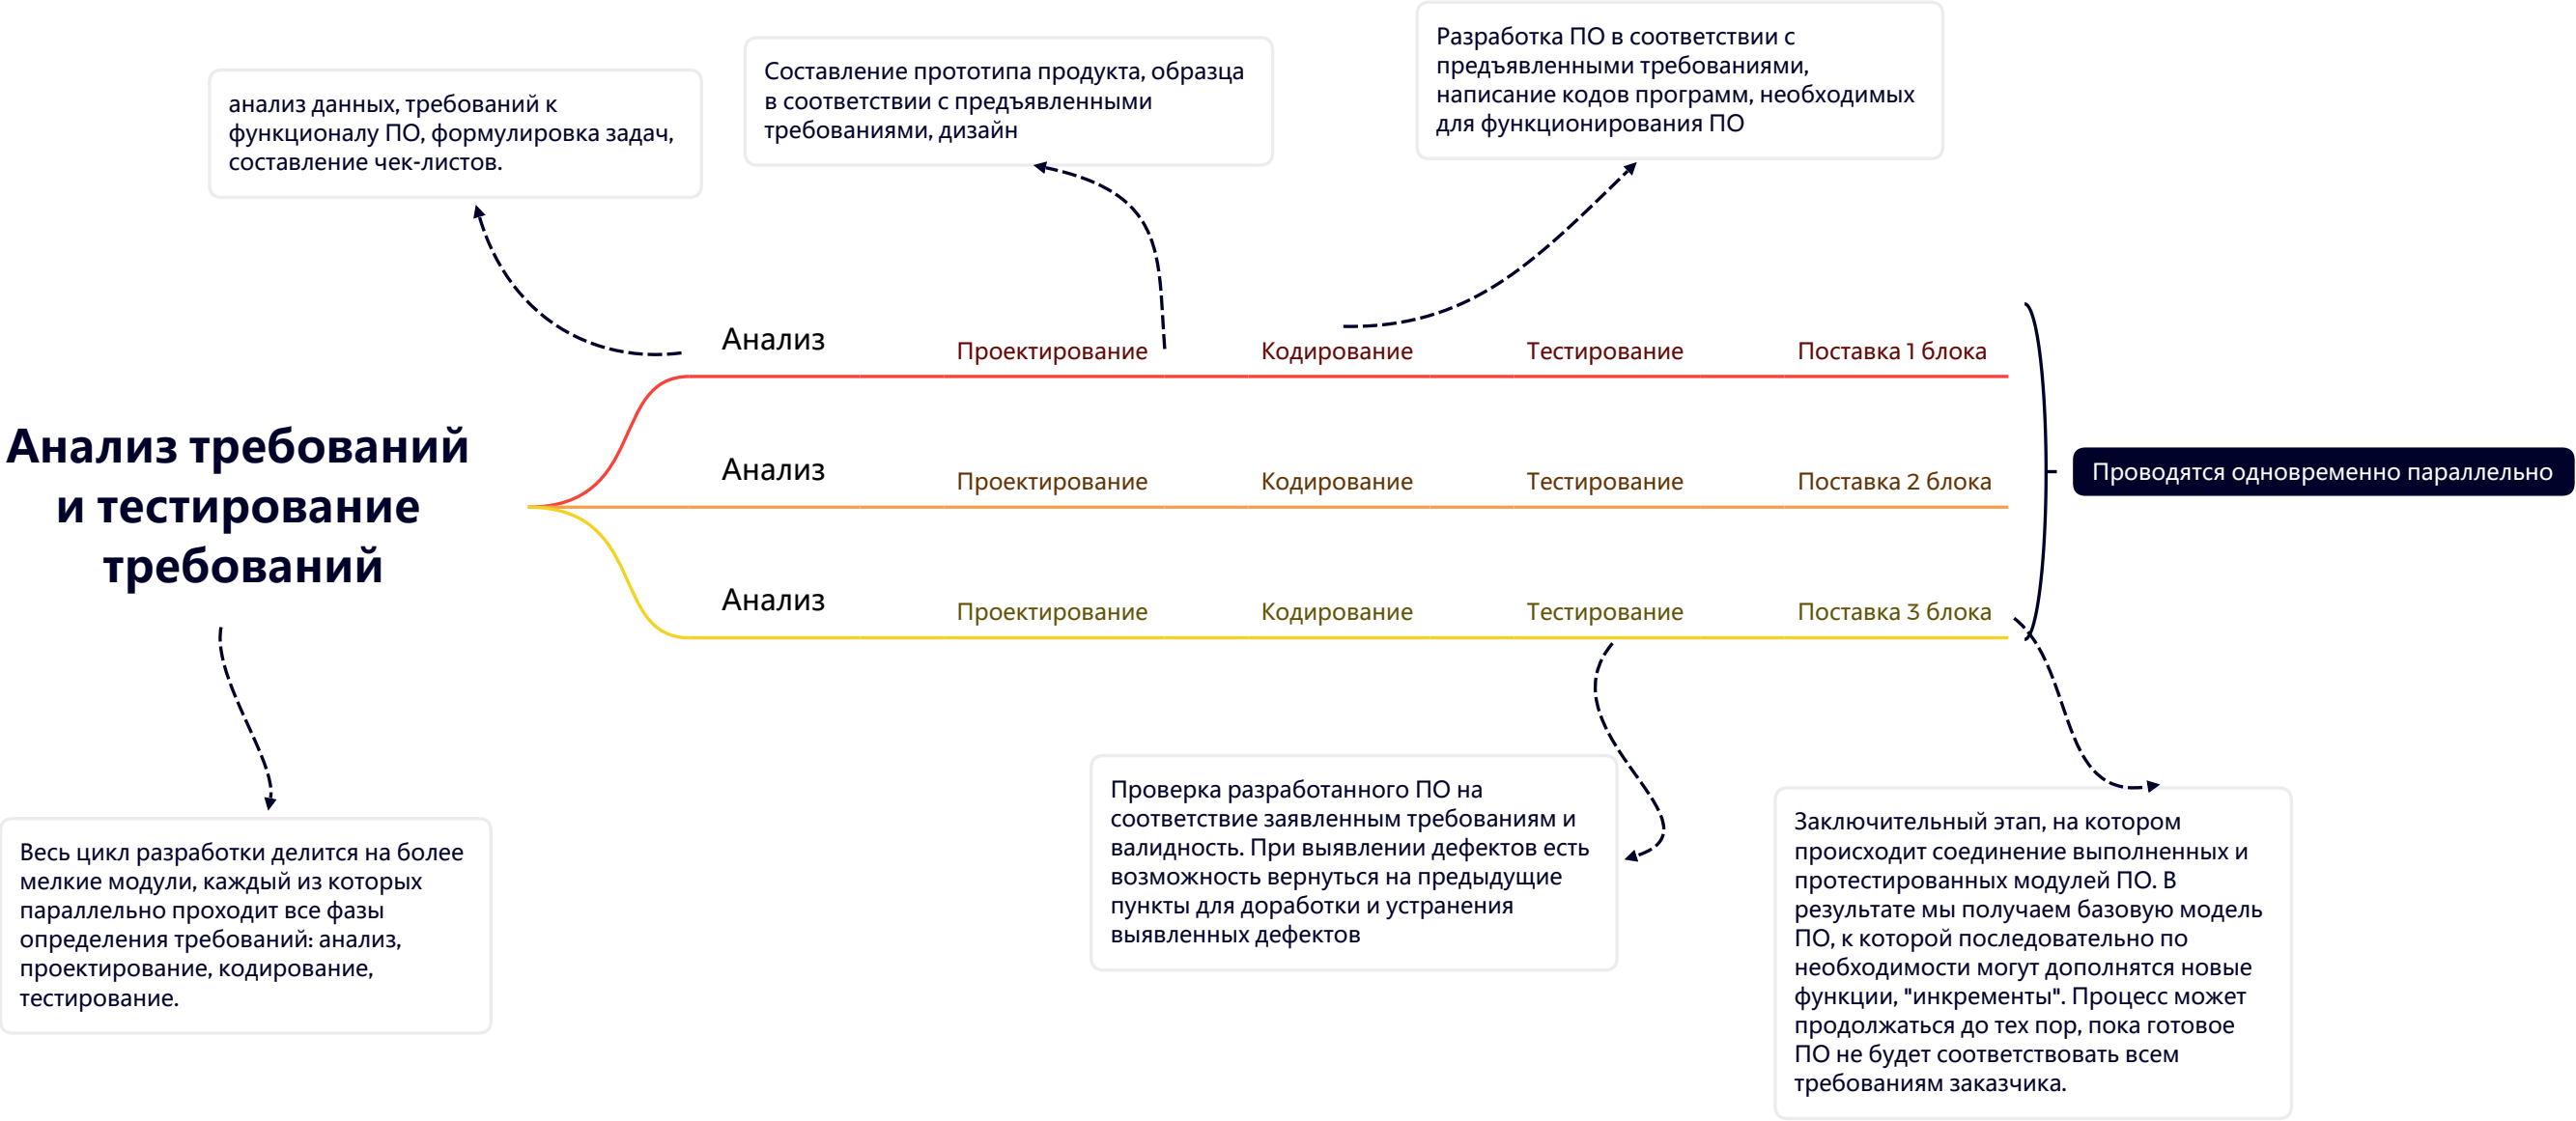 Разработка ПО в соответствии с
предъявленными требованиями,
написание кодов программ, необходимых
для функционирования ПО
Составление прототипа продукта, образца
в соответствии с предъявленными
требованиями, дизайн
анализ данных, требований к
функционалу ПО, формулировка задач,
составление чек-листов.
Анализ требований
и тестирование
требований
Анализ Проектирование Кодирование Тестирование Поставка 1 блока
Анализ Проектирование Кодирование Тестирование Поставка 2 блока
Анализ Проектирование Кодирование Тестирование Поставка 3 блока
Проводятся одновременно параллельно
Весь цикл разработки делится на более
мелкие модули, каждый из которых
параллельно проходит все фазы
определения требований: анализ,
проектирование, кодирование,
тестирование.
Проверка разработанного ПО на
соответствие заявленным требованиям и
валидность. При выявлении дефектов есть
возможность вернуться на предыдущие
пункты для доработки и устранения
выявленных дефектов
Заключительный этап, на котором
происходит соединение выполненных и
протестированных модулей ПО. В
результате мы получаем базовую модель
ПО, к которой последовательно по
необходимости могут дополнятся новые
функции, "инкременты". Процесс может
продолжаться до тех пор, пока готовое
ПО не будет соответствовать всем
требованиям заказчика.